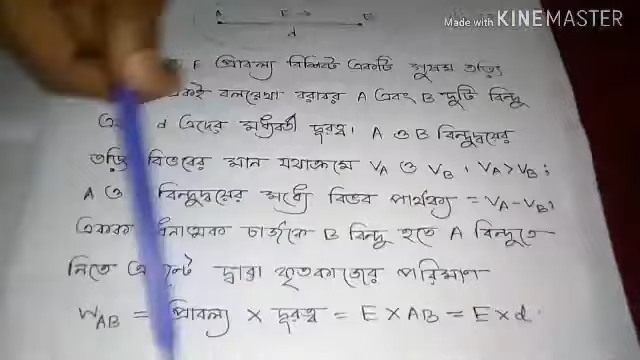 Made with KINEMASTER
A E → B
d
E প্রাবল্য বিশিষ্ট একটি সুষম তড়িৎ
একই বলরেখা বরাবর A এবং B দুটি বিন্দু
d এদের মধ্যবর্তী দূরত্ব। A ও B বিন্দুদ্বয়ের
তড়িৎ বিভবের মান যথাক্রমে VA ও VB, VA > VB;
A ও বিন্দুদ্বয়ের মধ্যে বিভব পার্থক্য = VA - VB,
একক ধনাত্মক চার্জকে B বিন্দু হতে A বিন্দুতে
নিতে দ্বারা কৃতকাজের পরিমাণ
WAB = প্রাবল্য × দূরত্ব = E × AB = E × d.